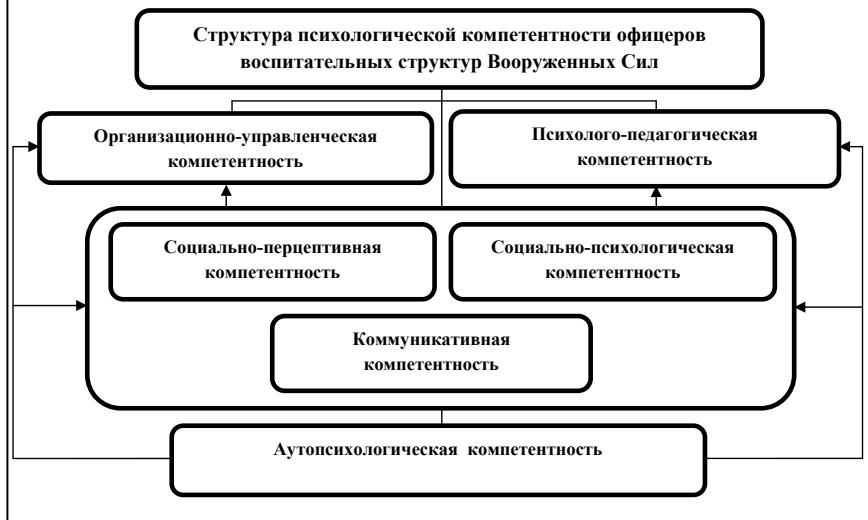 Структура психологической компетентности офицеров
воспитательных структур Вооруженных Сил
Организационно-управленческая
компетентность
Психолого-педагогическая
компетентность
Социально-перцептивная
компетентность
Социально-психологическая
компетентность
Коммуникативная
компетентность
Аутопсихологическая компетентность